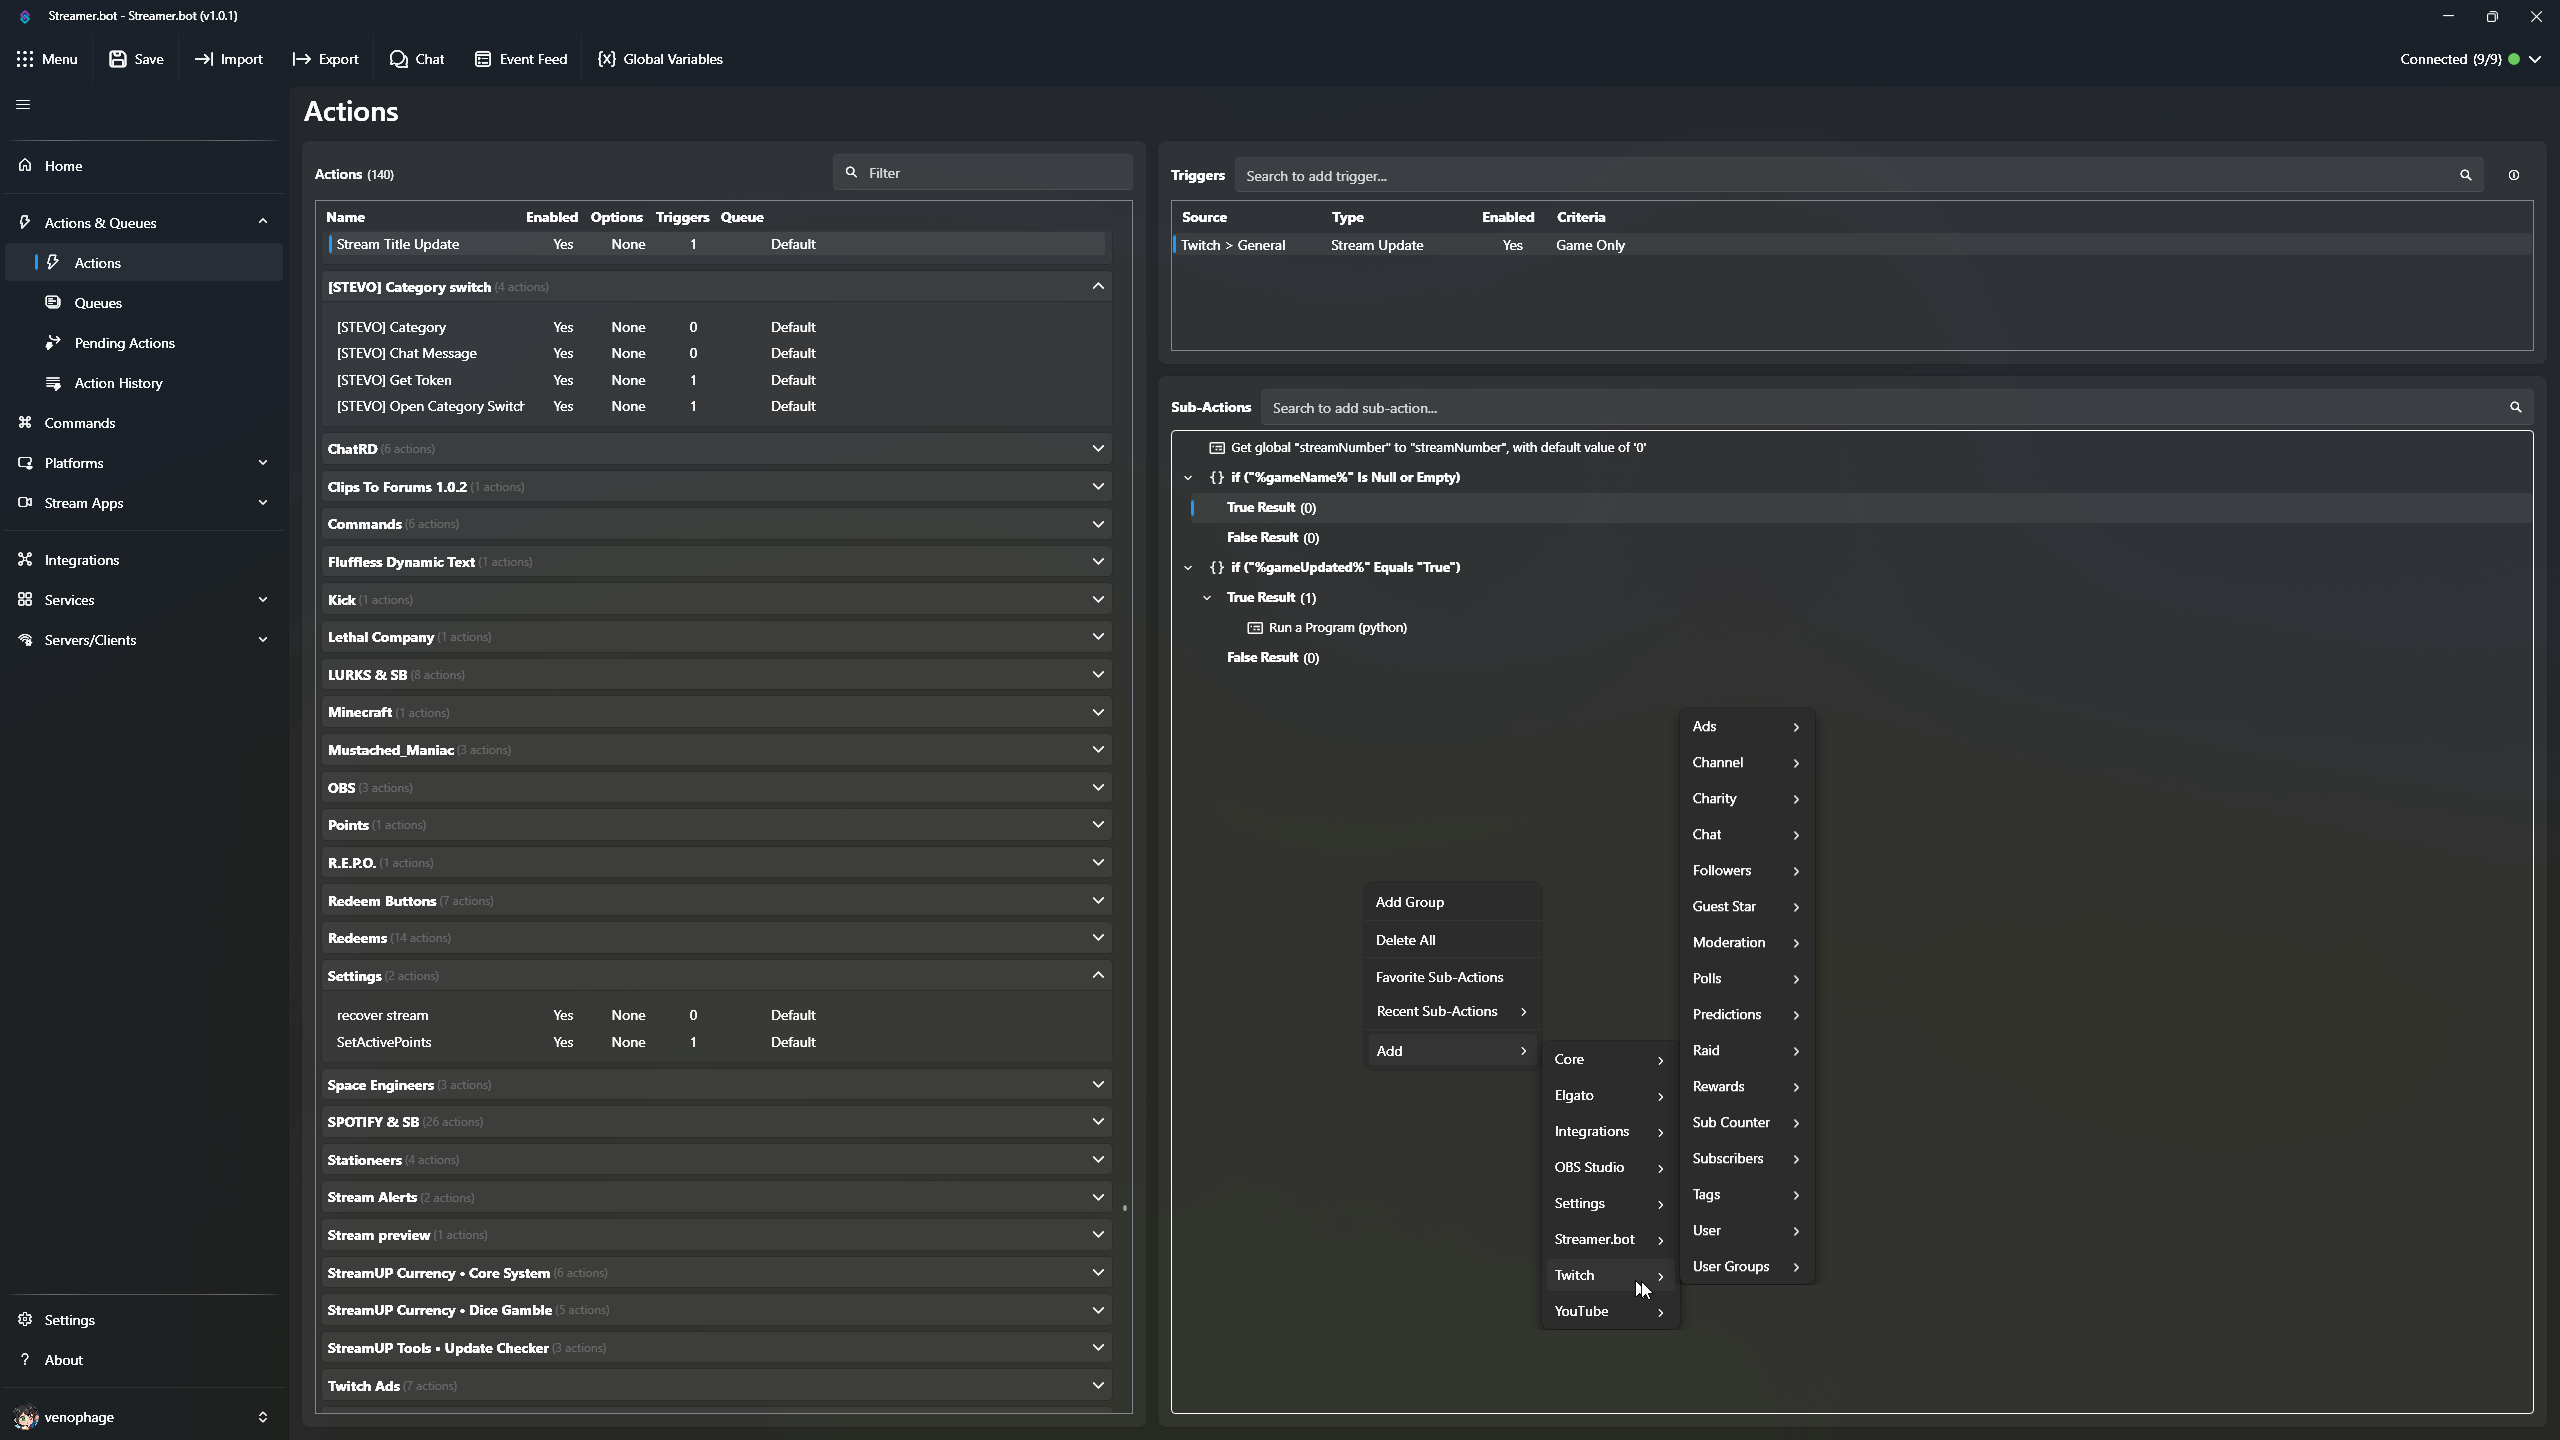 Streamer.bot - Streamer.bot (v1.0.1)
Menu
Save
Import
Export
Chat
Event Feed
Global Variables
Connected (9/9)
Home
Actions & Queues
Actions
Queues
Pending Actions
Action History
Commands
Platforms
Stream Apps
Integrations
Services
Servers/Clients
Settings
About
venophage
Actions
Actions (140)
Filter
Name Enabled Options Triggers Queue
Stream Title Update Yes None 1 Default
[STEVO] Category switch (4 actions)
[STEVO] Category Yes None 0 Default
[STEVO] Chat Message Yes None 0 Default
[STEVO] Get Token Yes None 1 Default
[STEVO] Open Category Switch Yes None 1 Default
ChatRD (6 actions)
Clips To Forums 1.0.2 (1 actions)
Commands (6 actions)
Fluffless Dynamic Text (1 actions)
Kick (1 actions)
Lethal Company (1 actions)
LURKS & SB (8 actions)
Minecraft (1 actions)
Mustached_Maniac (3 actions)
OBS (3 actions)
Points (1 actions)
R.E.P.O. (1 actions)
Redeem Buttons (7 actions)
Redeems (14 actions)
Settings (2 actions)
recover stream Yes None 0 Default
SetActivePoints Yes None 1 Default
Space Engineers (3 actions)
SPOTIFY & SB (26 actions)
Stationeers (4 actions)
Stream Alerts (2 actions)
Stream preview (1 actions)
StreamUP Currency • Core System (6 actions)
StreamUP Currency • Dice Gamble (5 actions)
StreamUP Tools • Update Checker (3 actions)
Twitch Ads (7 actions)
Triggers
Search to add trigger...
Source Type Enabled Criteria
Twitch > General Stream Update Yes Game Only
Sub-Actions
Search to add sub-action...
Get global "streamNumber" to "streamNumber", with default value of '0'
{} if ("%gameName%" Is Null or Empty)
True Result (0)
False Result (0)
{} if ("%gameUpdated%" Equals "True")
True Result (1)
Run a Program (python)
False Result (0)
Add Group
Delete All
Favorite Sub-Actions
Recent Sub-Actions
Add
Core
Elgato
Integrations
OBS Studio
Settings
Streamer.bot
Twitch
YouTube
Ads
Channel
Charity
Chat
Followers
Guest Star
Moderation
Polls
Predictions
Raid
Rewards
Sub Counter
Subscribers
Tags
User
User Groups